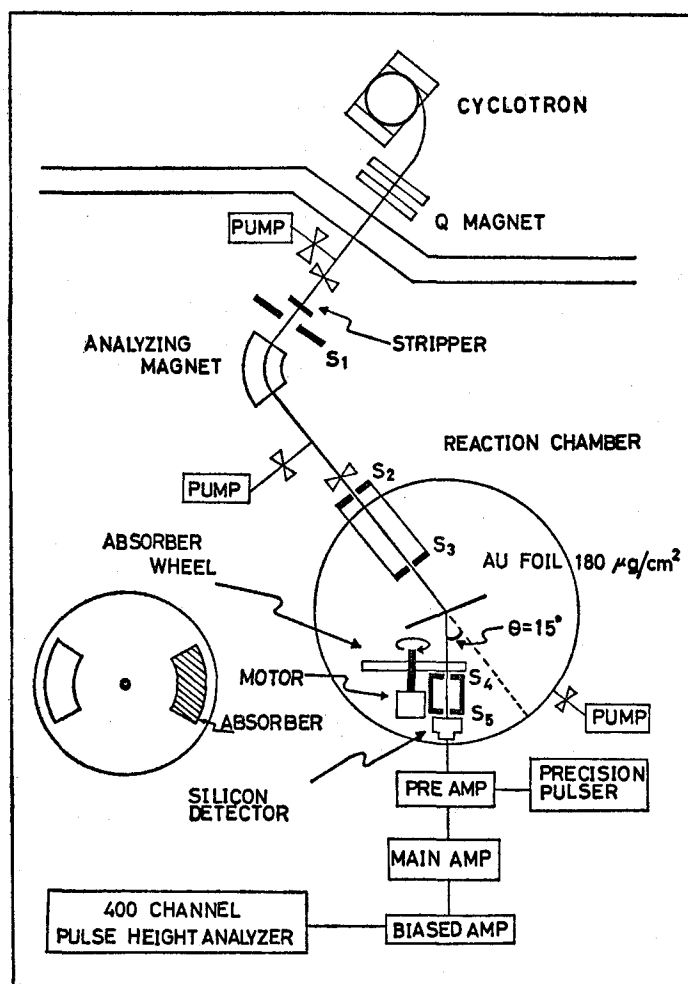 CYCLOTRON
Q MAGNET
PUMP
STRIPPER
S1
ANALYZING
MAGNET
REACTION CHAMBER
PUMP
S2
S3
AU FOIL 180 µg/cm²
ABSORBER
WHEEL
θ=15°
MOTOR
S4
S5
ABSORBER
PUMP
SILICON
DETECTOR
PRE AMP
PRECISION
PULSER
MAIN AMP
400 CHANNEL
PULSE HEIGHT ANALYZER
BIASED AMP